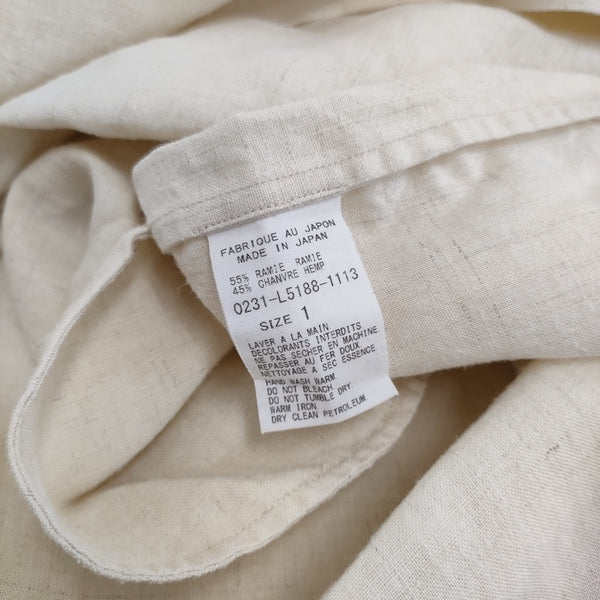 FABRIQUE AU JAPON
MADE IN JAPAN
55% RAMIE RAMIE
45% CHANVRE HEMP
0231-L5188-1113
SIZE 1
LAVER A LA MAIN
DECOLORANTS INTERDITS
NE PAS SECHER EN MACHINE
REPASSER AU FER DOUX
NETTOYAGE A SEC ESSENCE
HAND WASH WARM
DO NOT BLEACH
DO NOT TUMBLE DRY
WARM IRON
DRY CLEAN PETROLEUM